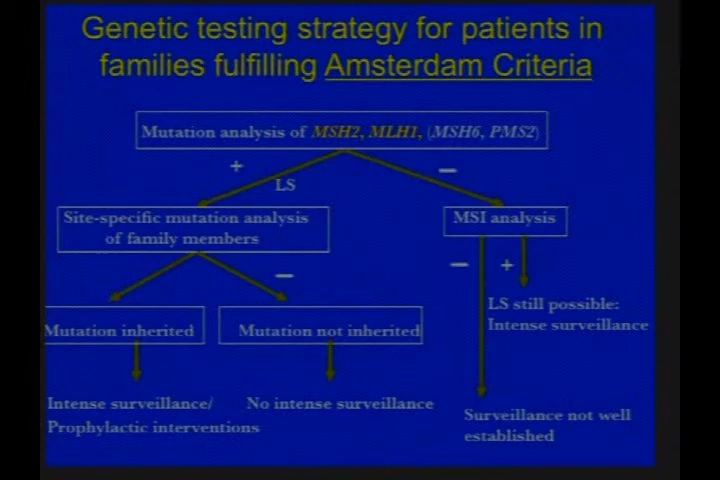 Genetic testing strategy for patients in
families fulfilling Amsterdam Criteria
Mutation analysis of MSH2, MLH1, (MSH6, PMS2)
+
−
LS
Site-specific mutation analysis
of family members
MSI analysis
−
−
+
LS still possible:
Intense surveillance
Mutation inherited
Mutation not inherited
Intense surveillance/
Prophylactic interventions
No intense surveillance
Surveillance not well
established